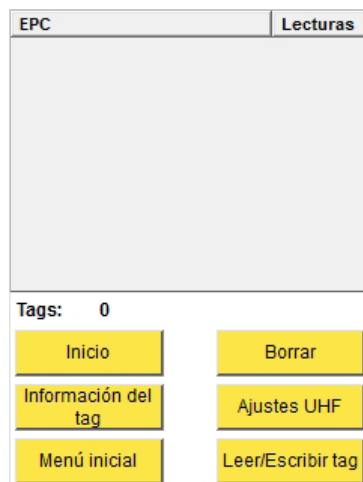 EPC Lecturas
Tags: 0
Inicio Borrar
Información del
tag
Ajustes UHF
Menú inicial Leer/Escribir tag